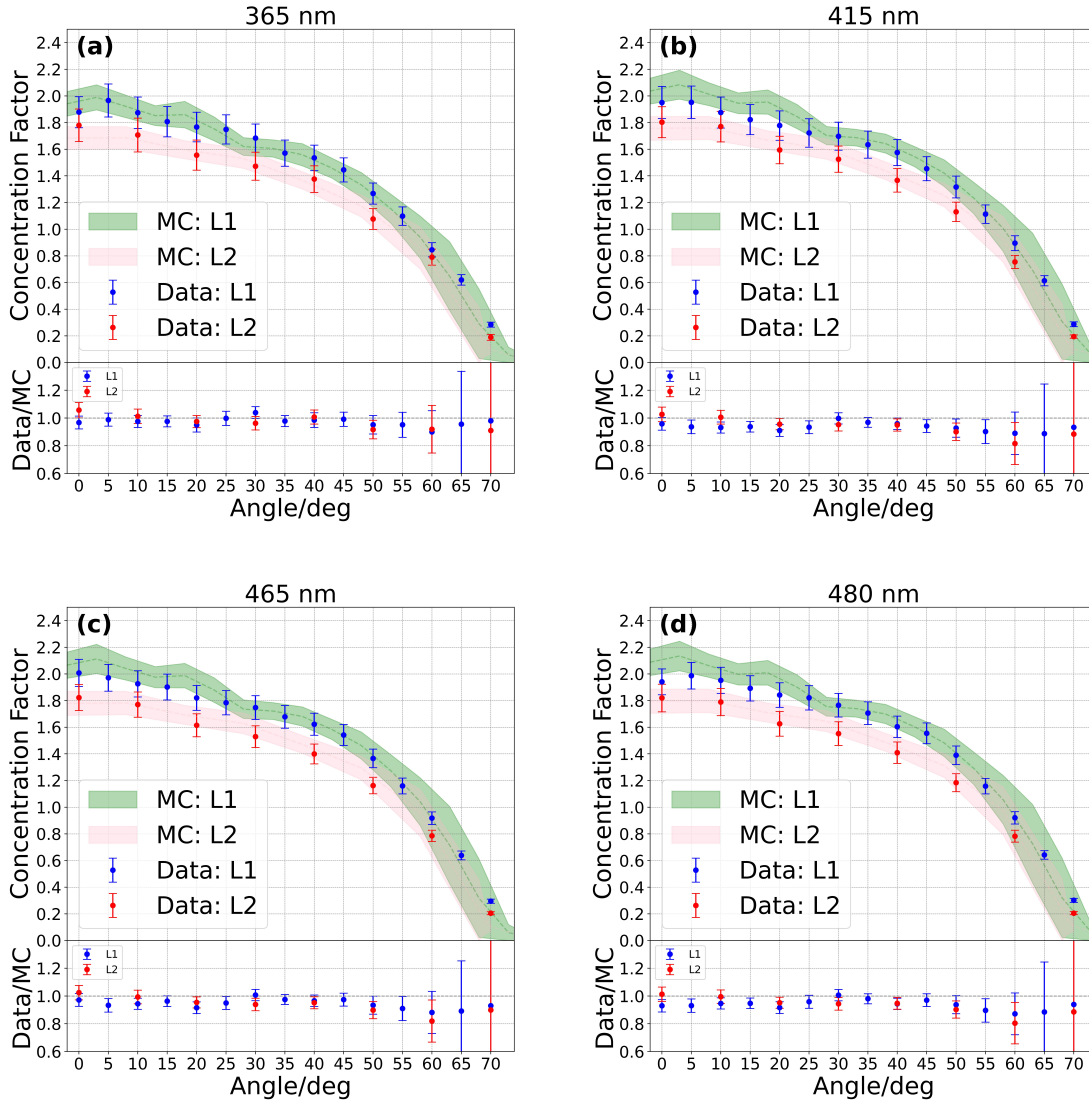 365 nm
(a)
Concentration Factor
2.4
2.2
2.0
1.8
1.6
1.4
1.2
1.0
0.8
0.6
0.4
0.2
0.0
MC: L1
MC: L2
Data: L1
Data: L2
Data/MC
1.2
1.0
0.8
0.6
L1
L2
0 5 10 15 20 25 30 35 40 45 50 55 60 65 70
Angle/deg
415 nm
(b)
Concentration Factor
2.4
2.2
2.0
1.8
1.6
1.4
1.2
1.0
0.8
0.6
0.4
0.2
0.0
MC: L1
MC: L2
Data: L1
Data: L2
Data/MC
1.2
1.0
0.8
0.6
L1
L2
0 5 10 15 20 25 30 35 40 45 50 55 60 65 70
Angle/deg
465 nm
(c)
Concentration Factor
2.4
2.2
2.0
1.8
1.6
1.4
1.2
1.0
0.8
0.6
0.4
0.2
0.0
MC: L1
MC: L2
Data: L1
Data: L2
Data/MC
1.2
1.0
0.8
0.6
L1
L2
0 5 10 15 20 25 30 35 40 45 50 55 60 65 70
Angle/deg
480 nm
(d)
Concentration Factor
2.4
2.2
2.0
1.8
1.6
1.4
1.2
1.0
0.8
0.6
0.4
0.2
0.0
MC: L1
MC: L2
Data: L1
Data: L2
Data/MC
1.2
1.0
0.8
0.6
L1
L2
0 5 10 15 20 25 30 35 40 45 50 55 60 65 70
Angle/deg